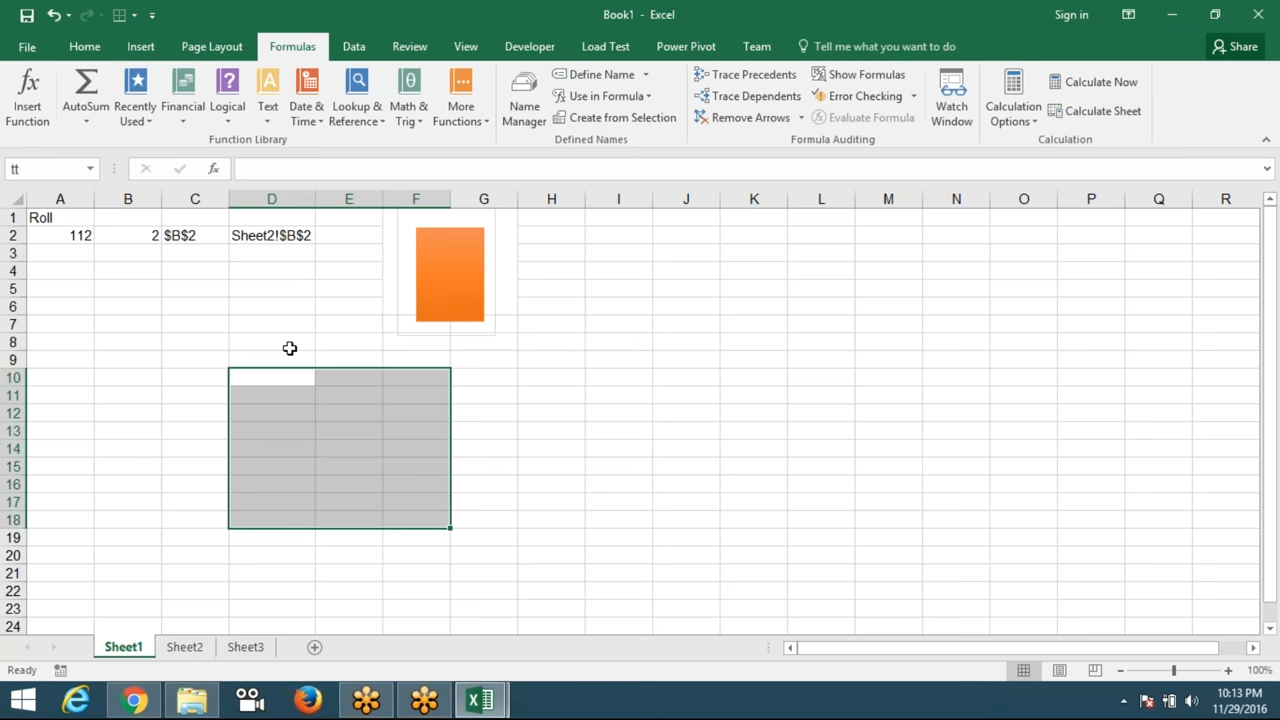 Book1 - Excel
Sign in
File Home Insert Page Layout Formulas Data Review View Developer Load Test Power Pivot Team Tell me what you want to do Share
Insert Function
AutoSum
Recently Used
Financial
Logical
Text
Date & Time
Lookup & Reference
Math & Trig
More Functions
Function Library
Name Manager
Define Name
Use in Formula
Create from Selection
Defined Names
Trace Precedents
Trace Dependents
Remove Arrows
Show Formulas
Error Checking
Evaluate Formula
Formula Auditing
Watch Window
Calculation Options
Calculate Now
Calculate Sheet
Calculation
tt
fx
A B C D E F G H I J K L M N O P Q R
1 Roll
2 112 2 $B$2 Sheet2!$B$2
3
4
5
6
7
8
9
10
11
12
13
14
15
16
17
18
19
20
21
22
23
24
Sheet1 Sheet2 Sheet3
Ready
100%
10:13 PM
11/29/2016